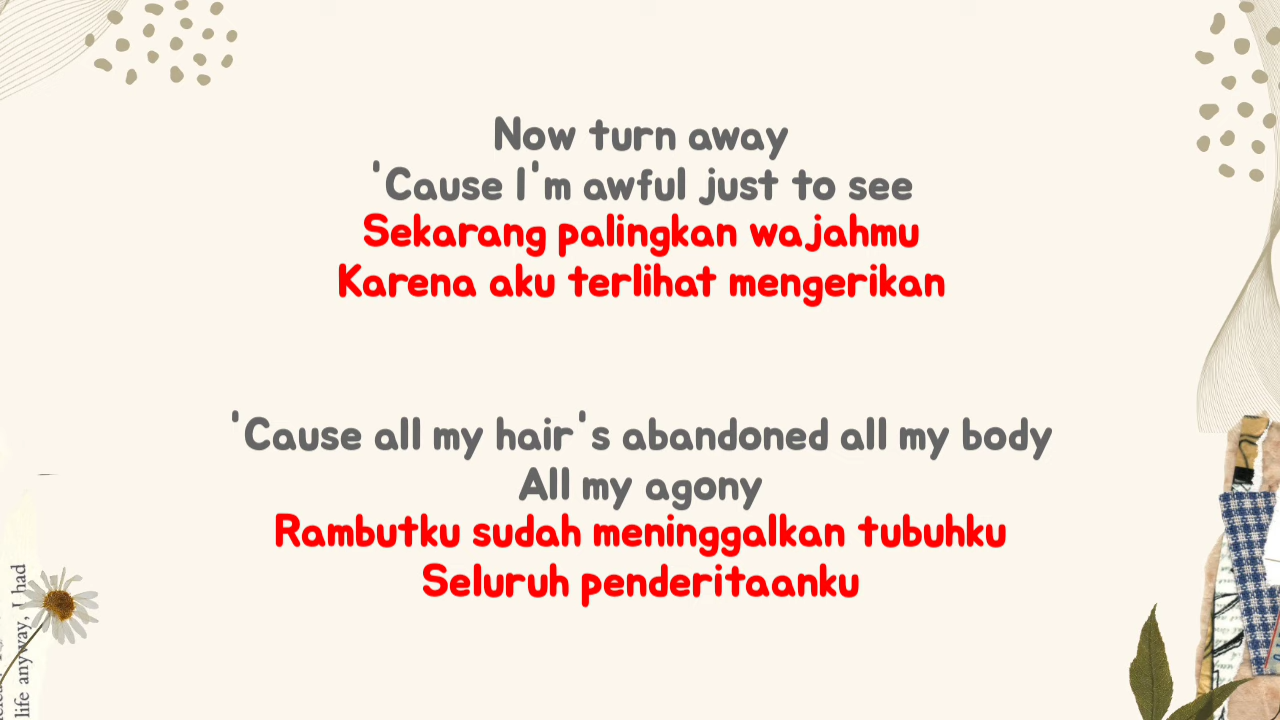 Now turn away
'Cause I'm awful just to see
Sekarang palingkan wajahmu
Karena aku terlihat mengerikan
'Cause all my hair's abandoned all my body
All my agony
Rambutku sudah meninggalkan tubuhku
Seluruh penderitaanku
life anyway, I had